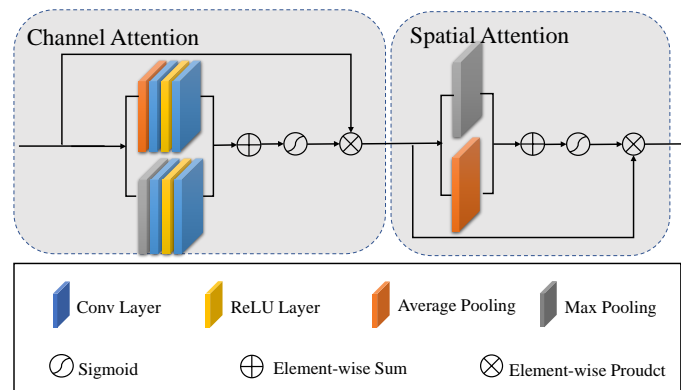 Channel Attention
Spatial Attention
Conv Layer
ReLU Layer
Average Pooling
Max Pooling
Sigmoid
Element-wise Sum
Element-wise Proudct